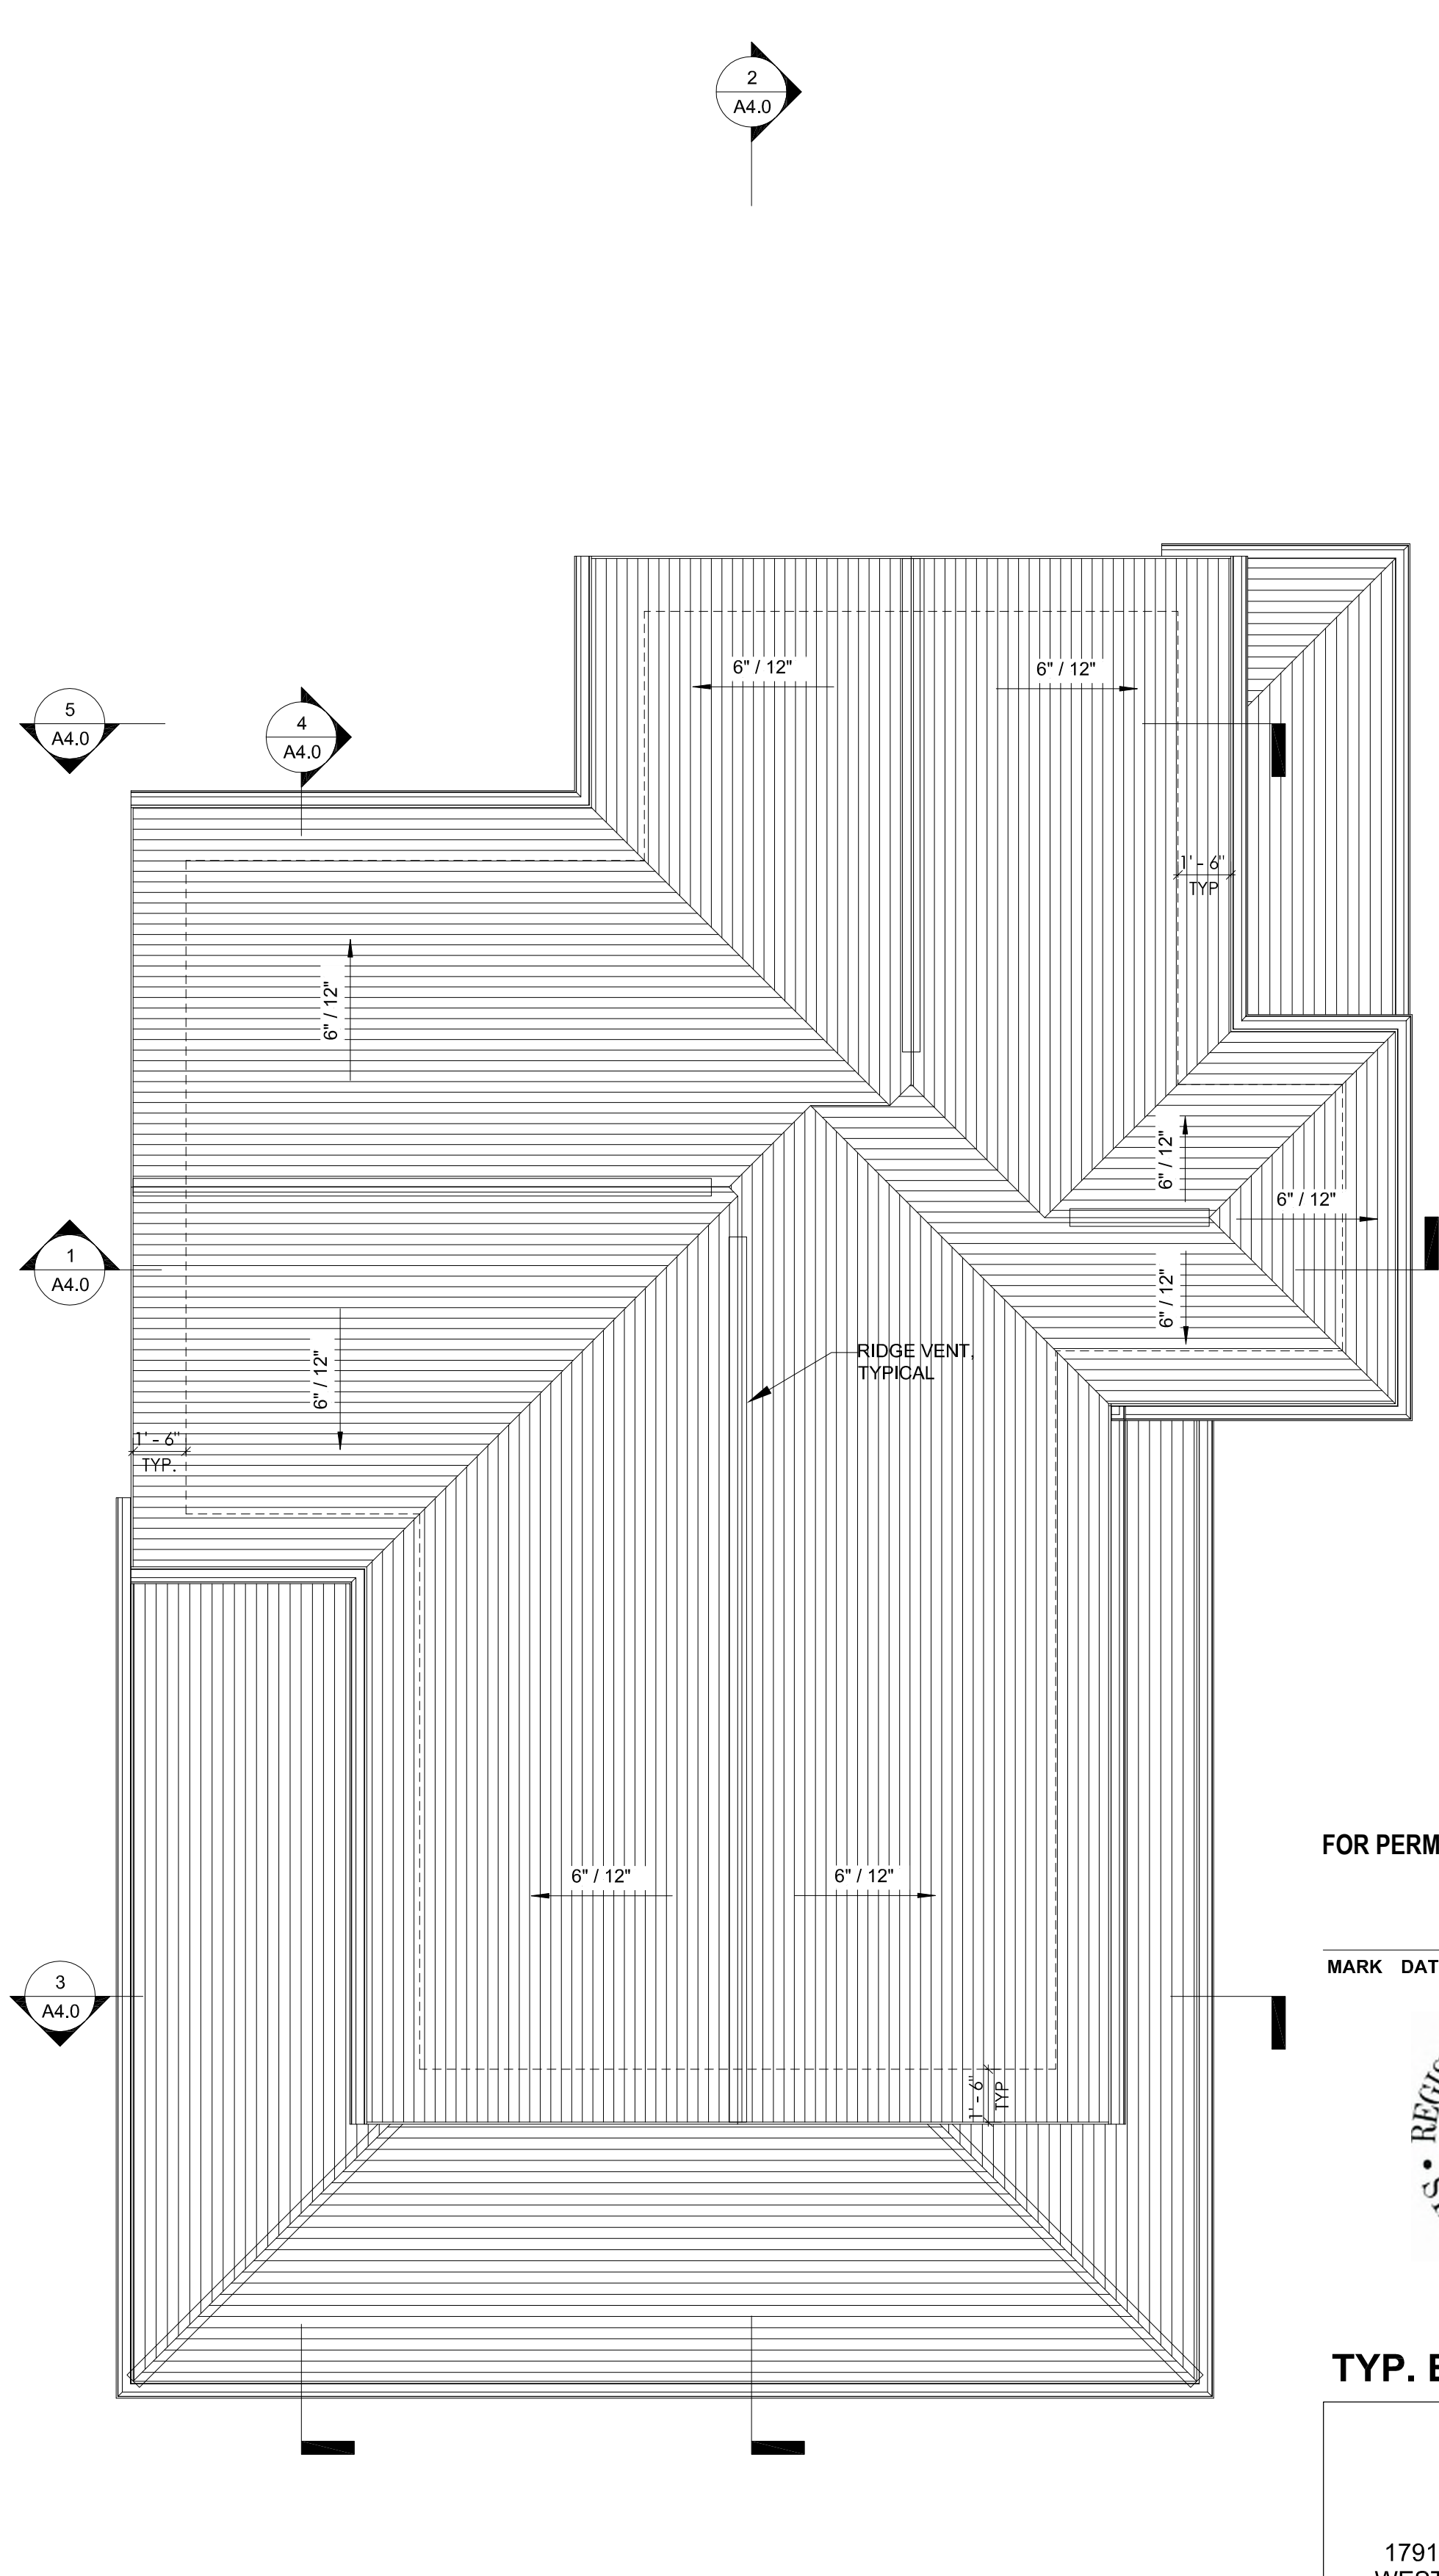 2
A4.0
6" / 12"
6" / 12"
5
A4.0
4
A4.0
1' - 6"
TYP
6" / 12"
6" / 12"
6" / 12"
1
A4.0
6" / 12"
RIDGE VENT,
TYPICAL
6" / 12"
1' - 6"
TYP.
FOR PERM
6" / 12"
6" / 12"
MARK DAT
3
A4.0
1' - 6"
TYP
S • REGIS
TYP. E
1791
WEST